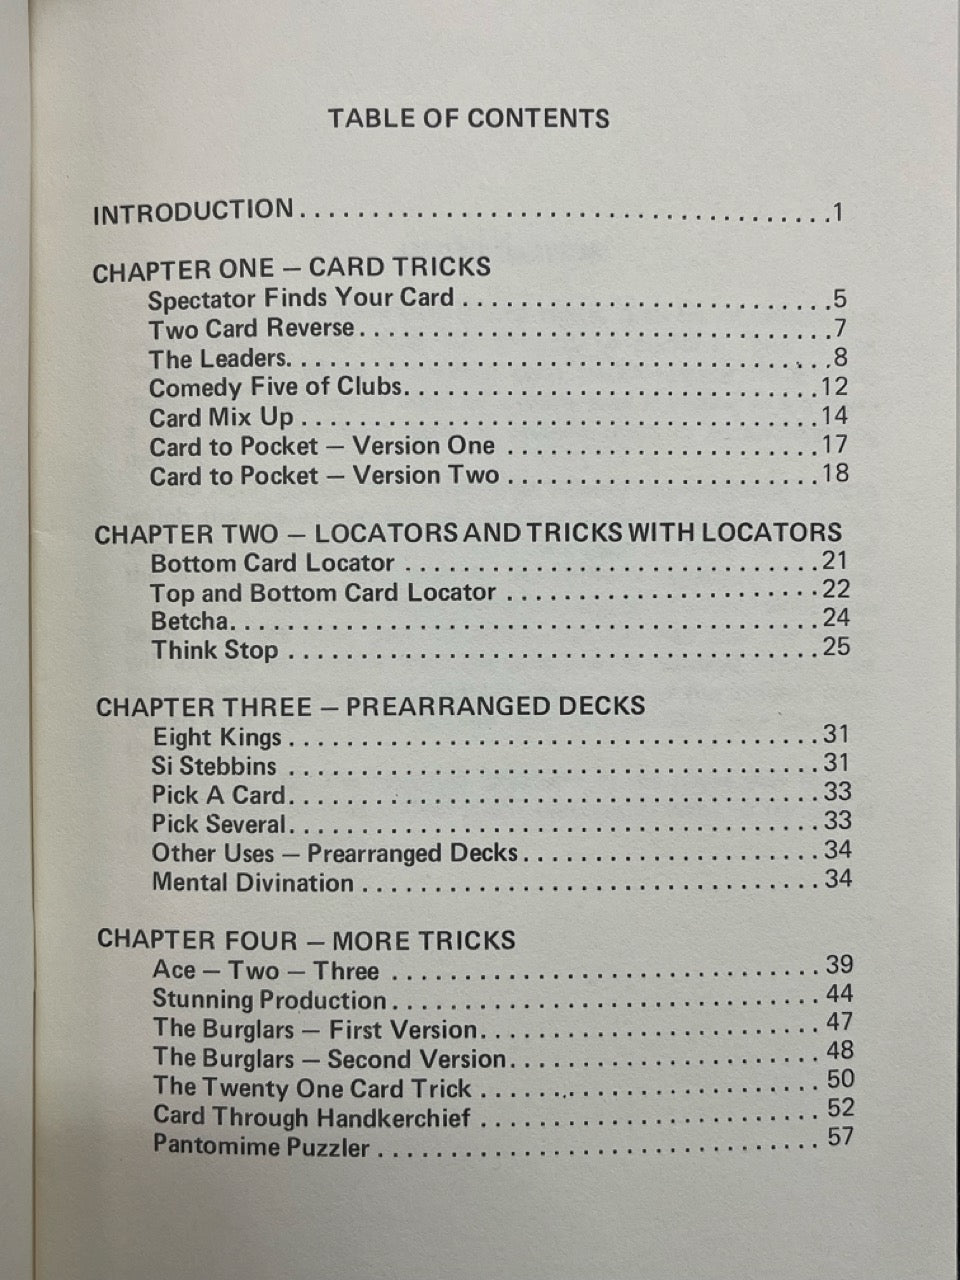 TABLE OF CONTENTS
INTRODUCTION.....................................1
CHAPTER ONE — CARD TRICKS
Spectator Finds Your Card ..........................5
Two Card Reverse.................................7
The Leaders......................................8
Comedy Five of Clubs.............................12
Card Mix Up ....................................14
Card to Pocket — Version One ......................17
Card to Pocket — Version Two ......................18
CHAPTER TWO — LOCATORS AND TRICKS WITH LOCATORS
Bottom Card Locator .............................21
Top and Bottom Card Locator ......................22
Betcha.........................................24
Think Stop .....................................25
CHAPTER THREE — PREARRANGED DECKS
Eight Kings .....................................31
Si Stebbins .....................................31
Pick A Card.....................................33
Pick Several.....................................33
Other Uses — Prearranged Decks.....................34
Mental Divination ................................34
CHAPTER FOUR — MORE TRICKS
Ace — Two — Three ..............................39
Stunning Production ..............................44
The Burglars — First Version........................47
The Burglars — Second Version......................48
The Twenty One Card Trick ........................50
Card Through Handkerchief ........................52
Pantomime Puzzler ...............................57